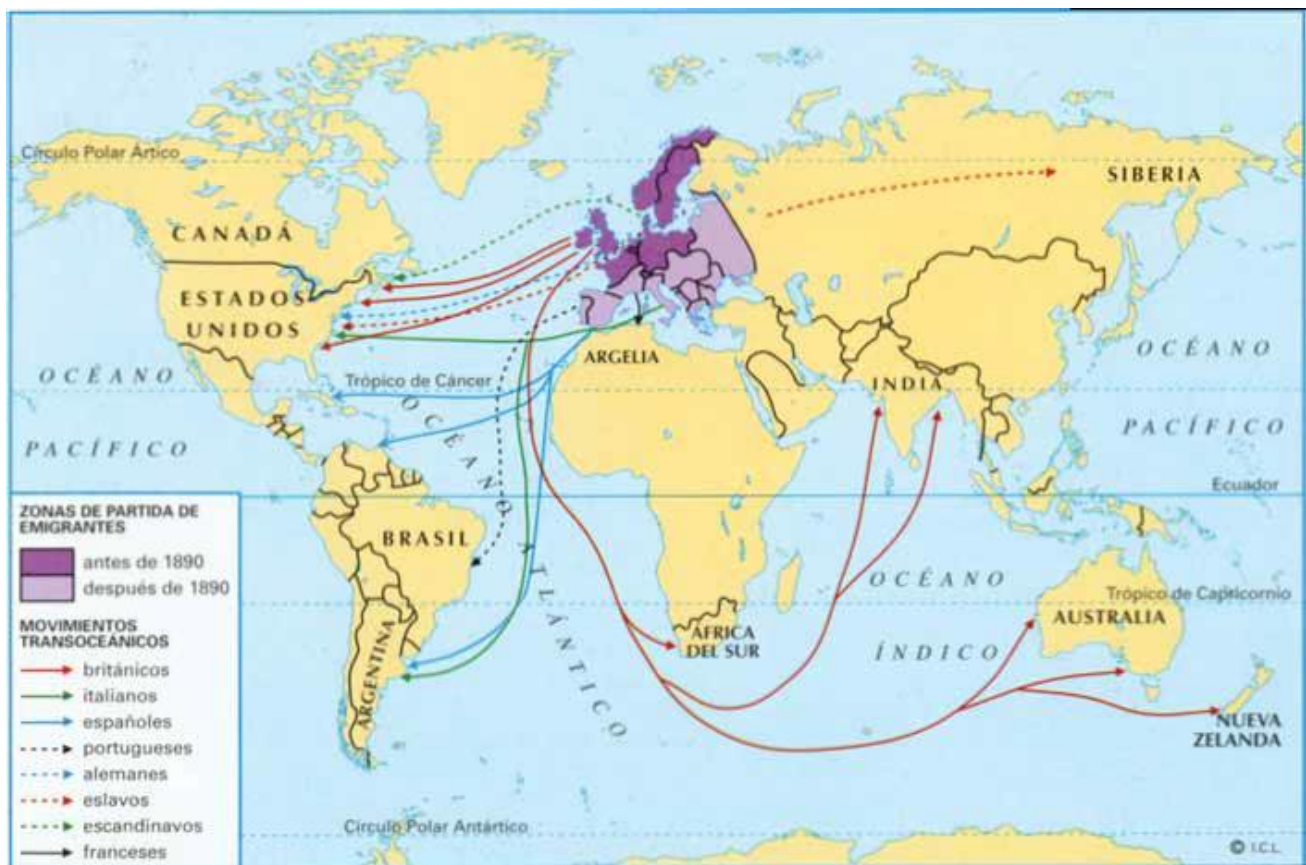 Círculo Polar Ártico
SIBERIA
CANADÁ
ESTADOS
UNIDOS
ARGELIA
OCÉANO
PACÍFICO
Trópico de Cáncer
INDIA
OCÉANO
PACÍFICO
OCÉANO ATLÁNTICO
Ecuador
BRASIL
OCÉANO
ÍNDICO
Trópico de Capricornio
AUSTRALIA
ÁFRICA
DEL SUR
ARGENTINA
NUEVA
ZELANDA
Círculo Polar Antártico
© I.C.L.
ZONAS DE PARTIDA DE
EMIGRANTES
antes de 1890
después de 1890
MOVIMIENTOS
TRANSOCEÁNICOS
británicos
italianos
españoles
portugueses
alemanes
eslavos
escandinavos
franceses